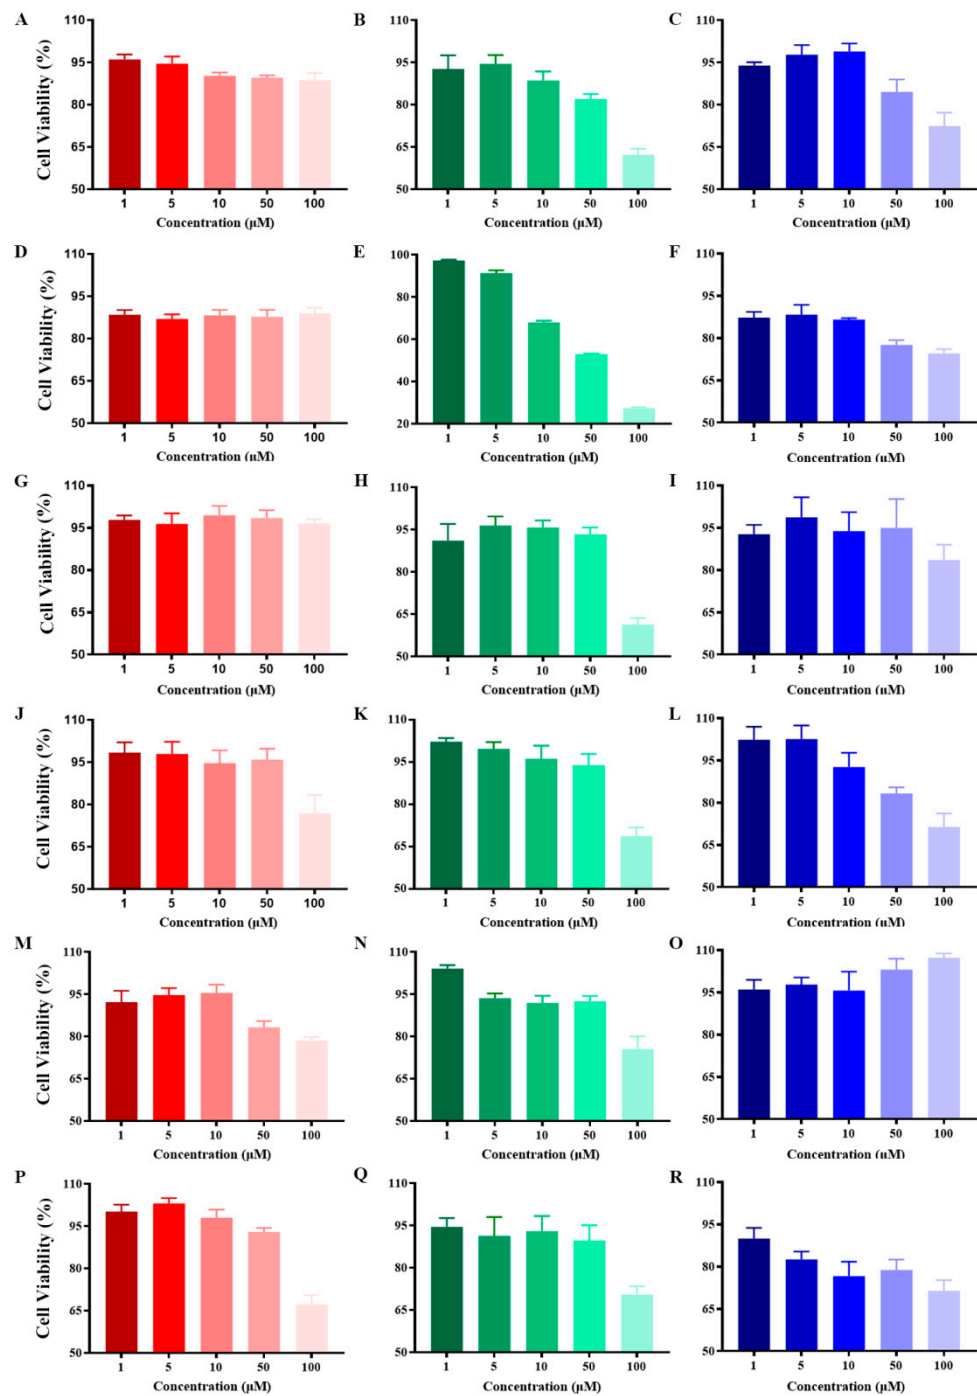 A B C
Cell Viability (%)
110 110 110
95 95 95
80 80 80
65 65 65
50 50 50
1 5 10 50 100 1 5 10 50 100 1 5 10 50 100
Concentration (μM) Concentration (μM) Concentration (μM)
D E F
Cell Viability (%)
110 100 110
95 80 95
80 60 80
65 40 65
50 20 50
1 5 10 50 100 1 5 10 50 100 1 5 10 50 100
Concentration (μM) Concentration (μM) Concentration (μM)
G H I
Cell Viability (%)
110 110 110
95 95 95
80 80 80
65 65 65
50 50 50
1 5 10 50 100 1 5 10 50 100 1 5 10 50 100
Concentration (μM) Concentration (μM) Concentration (μM)
J K L
Cell Viability (%)
110 110 110
95 95 95
80 80 80
65 65 65
50 50 50
1 5 10 50 100 1 5 10 50 100 1 5 10 50 100
Concentration (μM) Concentration (μM) Concentration (μM)
M N O
Cell Viability (%)
110 110 110
95 95 95
80 80 80
65 65 65
50 50 50
1 5 10 50 100 1 5 10 50 100 1 5 10 50 100
Concentration (μM) Concentration (μM) Concentration (μM)
P Q R
Cell Viability (%)
110 110 110
95 95 95
80 80 80
65 65 65
50 50 50
1 5 10 50 100 1 5 10 50 100 1 5 10 50 100
Concentration (μM) Concentration (μM) Concentration (μM)